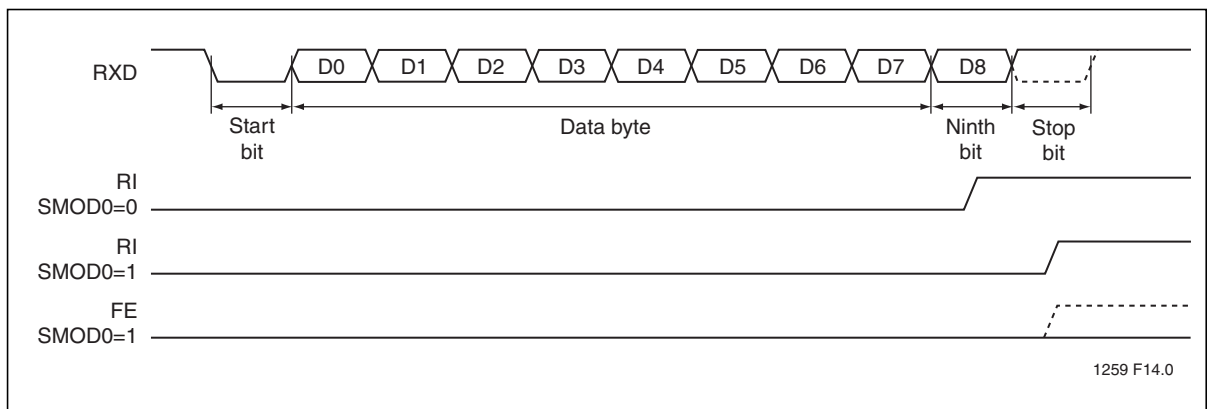 RXD D0 D1 D2 D3 D4 D5 D6 D7 D8
Start bit
Data byte
Ninth bit
Stop bit
RI
SMOD0=0
RI
SMOD0=1
FE
SMOD0=1
1259 F14.0